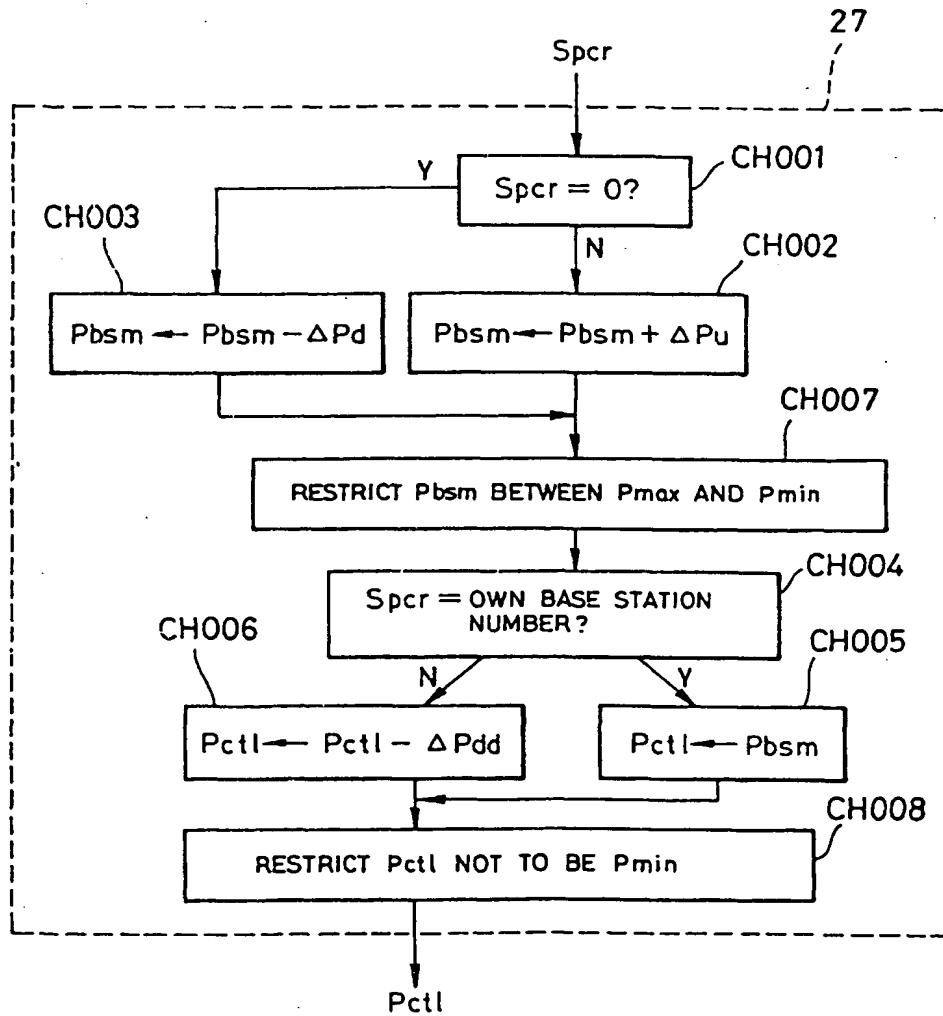 27
Spcr
CH001
Y
Spcr = 0?
CH003
N
CH002
Pbsm ← Pbsm − ΔPd
Pbsm ← Pbsm + ΔPu
CH007
RESTRICT Pbsm BETWEEN Pmax AND Pmin
CH004
Spcr = OWN BASE STATION
NUMBER?
CH006
CH005
N
Y
Pctl ← Pctl − ΔPdd
Pctl ← Pbsm
CH008
RESTRICT Pctl NOT TO BE Pmin
Pctl